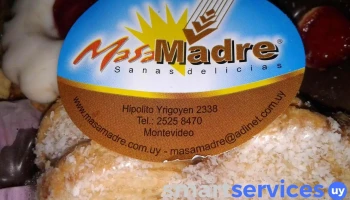 MasaMadre®
Sanas delicias
Hipolito Yrigoyen 2338
Tel.: 2525 8470
Montevideo
www.masamadre.com.uy - masamadre@adinet.com.uy
smart services uy